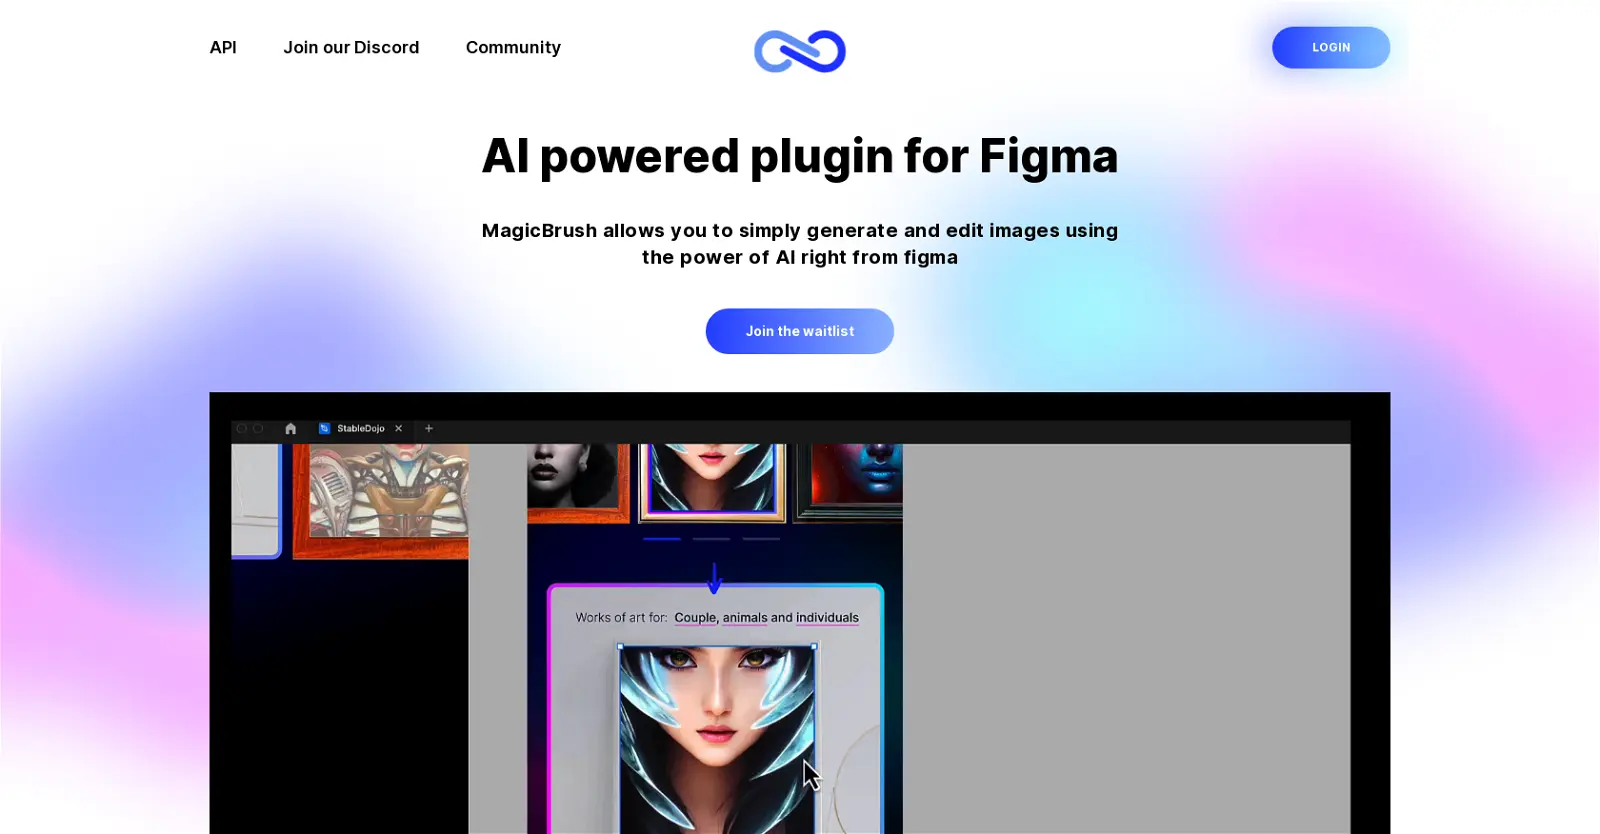 API
Join our Discord
Community
LOGIN
AI powered plugin for Figma
MagicBrush allows you to simply generate and edit images using
the power of AI right from figma
Join the waitlist
StableDojo
Works of art for: Couple, animals and individuals